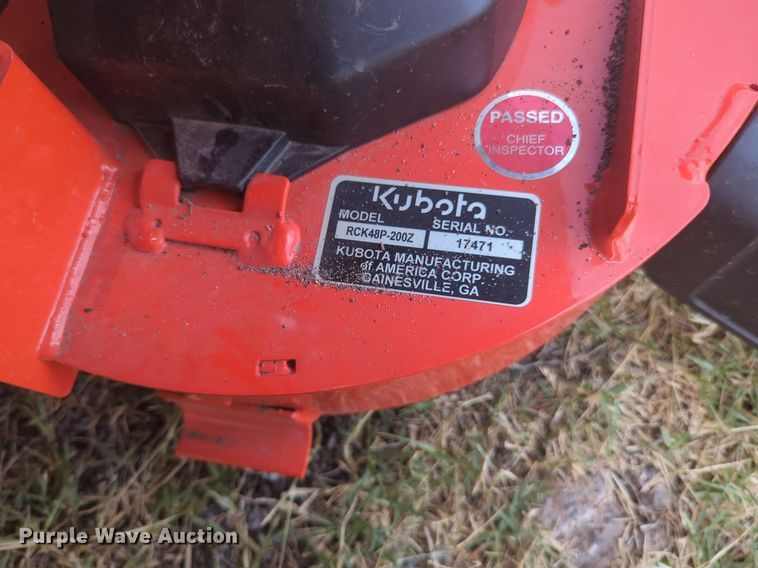 PASSED
CHIEF
INSPECTOR
Kubota
MODEL SERIAL NO.
RCK48P-200Z 17471
KUBOTA MANUFACTURING
of AMERICA CORP.
GAINESVILLE, GA
Purple Wave Auction®